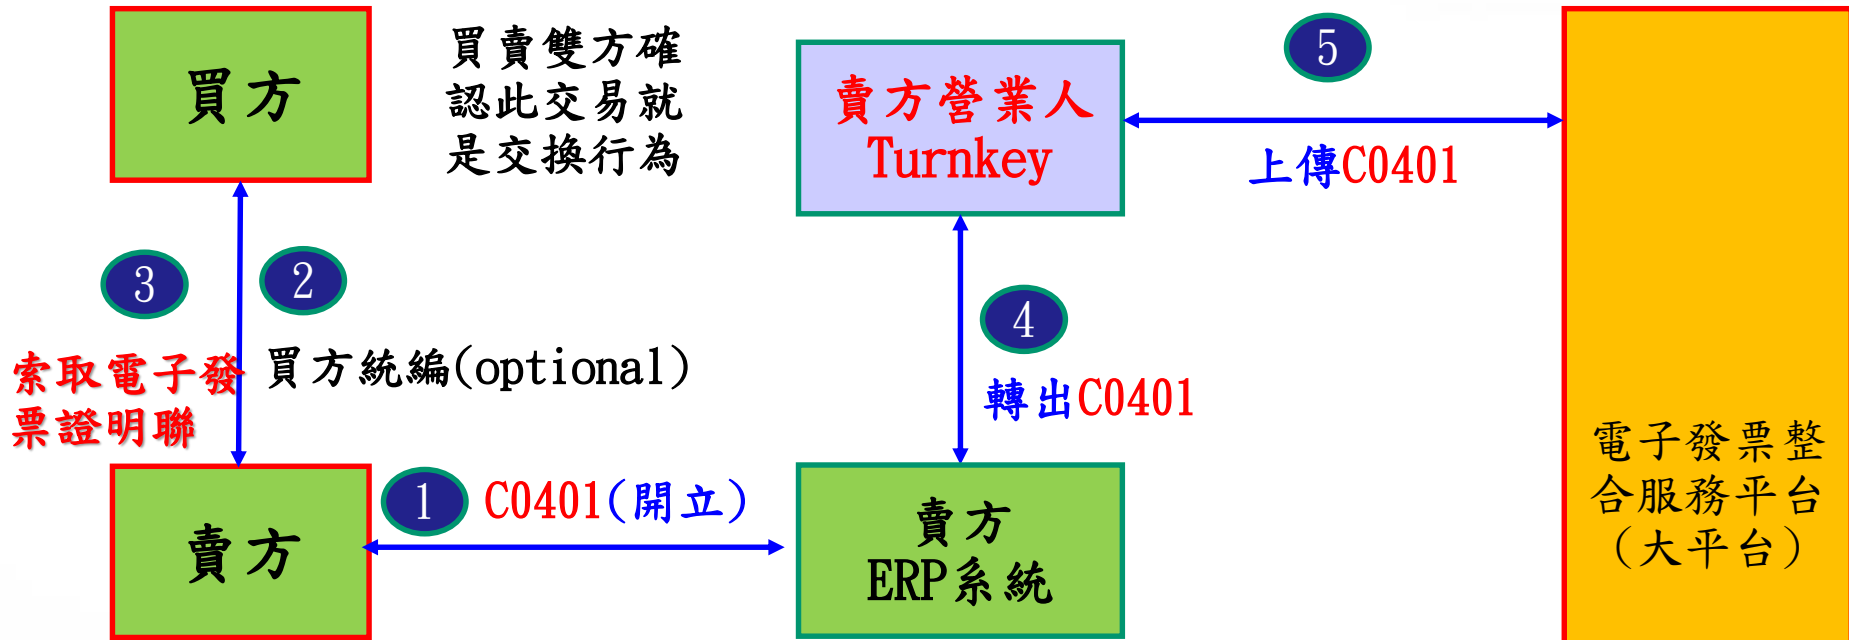 買方
買賣雙方確
認此交易就
是交換行為
賣方營業人
Turnkey
5
上傳C0401
3
2
買方統編(optional)
索取電子發
票證明聯
4
轉出C0401
賣方
1
C0401(開立)
賣方
ERP系統
電子發票整
合服務平台
(大平台)